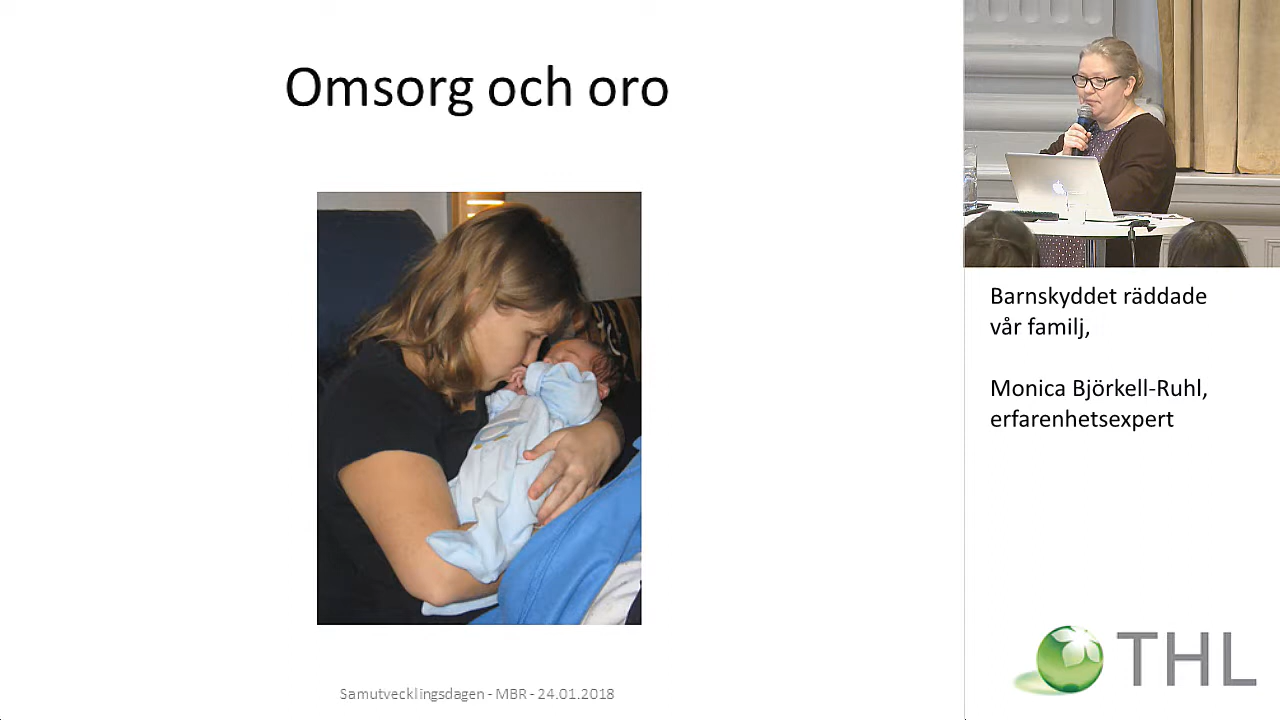 Omsorg och oro
Samutvecklingsdagen - MBR - 24.01.2018
Barnskyddet räddade
vår familj,
Monica Björkell-Ruhl,
erfarenhetsexpert
THL